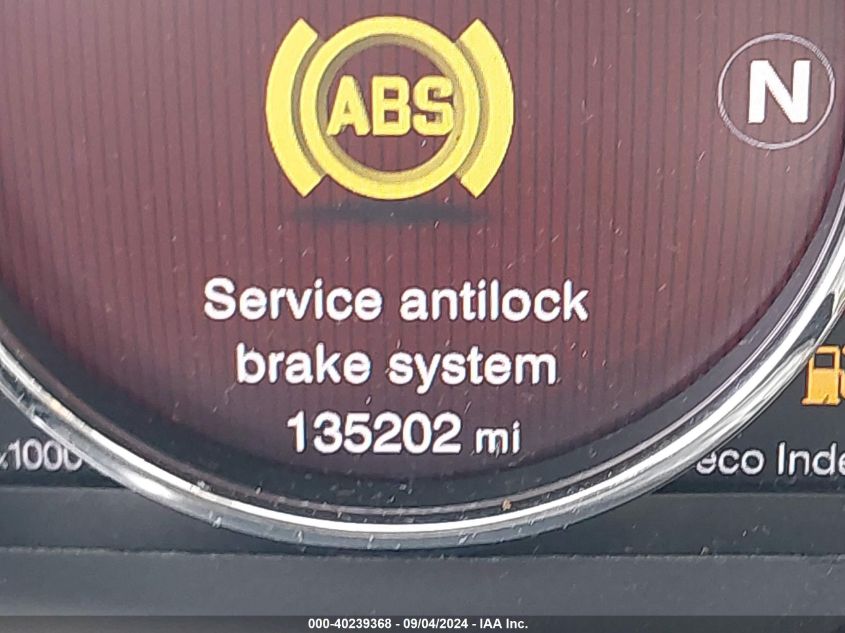 ABS
N
Service antilock
brake system
135202 mi
x1000
eco Inde
000-40239368 - 09/04/2024 - IAA Inc.